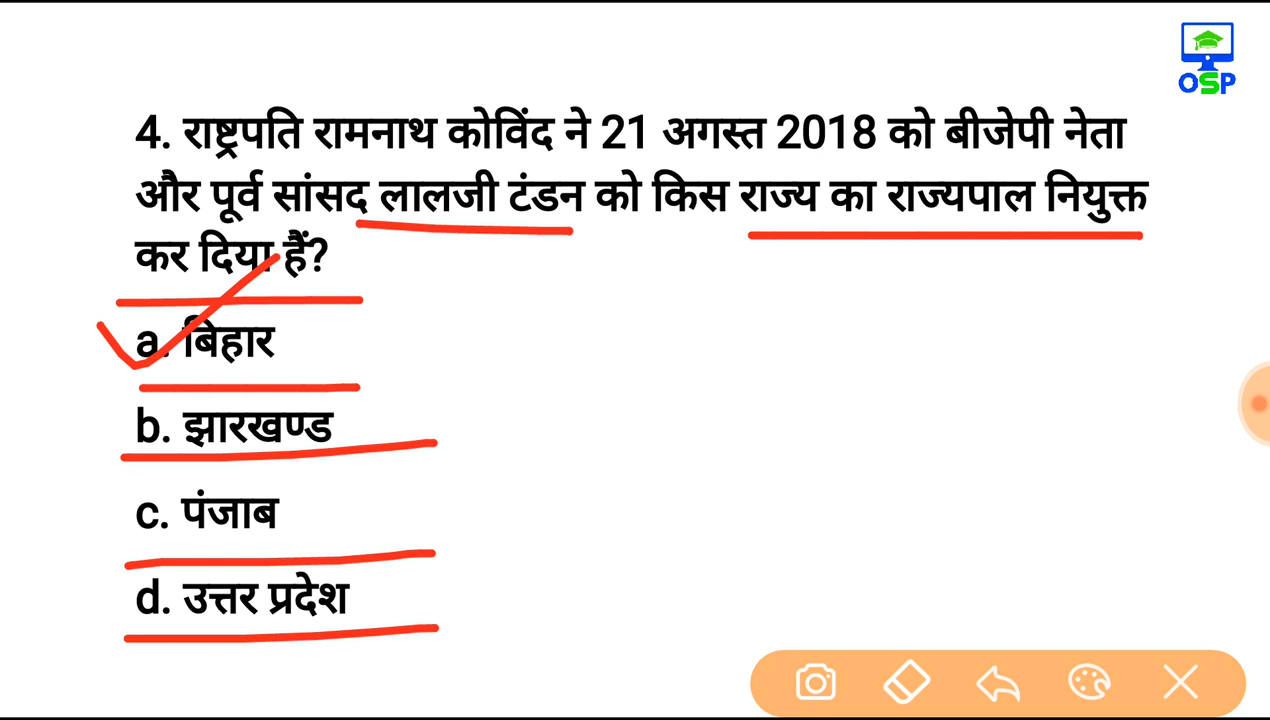 OSP
4. राष्ट्रपति रामनाथ कोविंद ने 21 अगस्त 2018 को बीजेपी नेता
और पूर्व सांसद लालजी टंडन को किस राज्य का राज्यपाल नियुक्त
कर दिया हैं?
a. बिहार
b. झारखण्ड
c. पंजाब
d. उत्तर प्रदेश